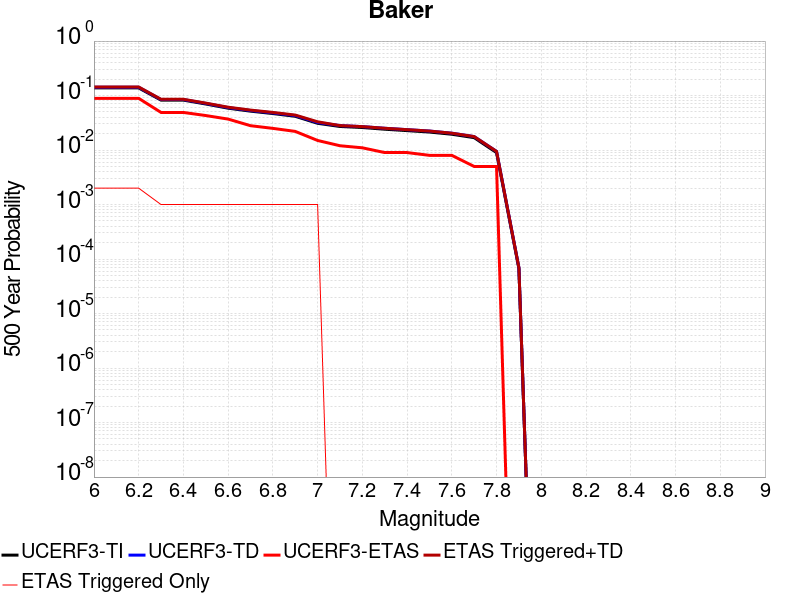 Baker
10^0
10^-1
10^-2
10^-3
10^-4
10^-5
10^-6
10^-7
10^-8
500 Year Probability
6 6.2 6.4 6.6 6.8 7 7.2 7.4 7.6 7.8 8 8.2 8.4 8.6 8.8 9
Magnitude
UCERF3-TI UCERF3-TD UCERF3-ETAS ETAS Triggered+TD
ETAS Triggered Only